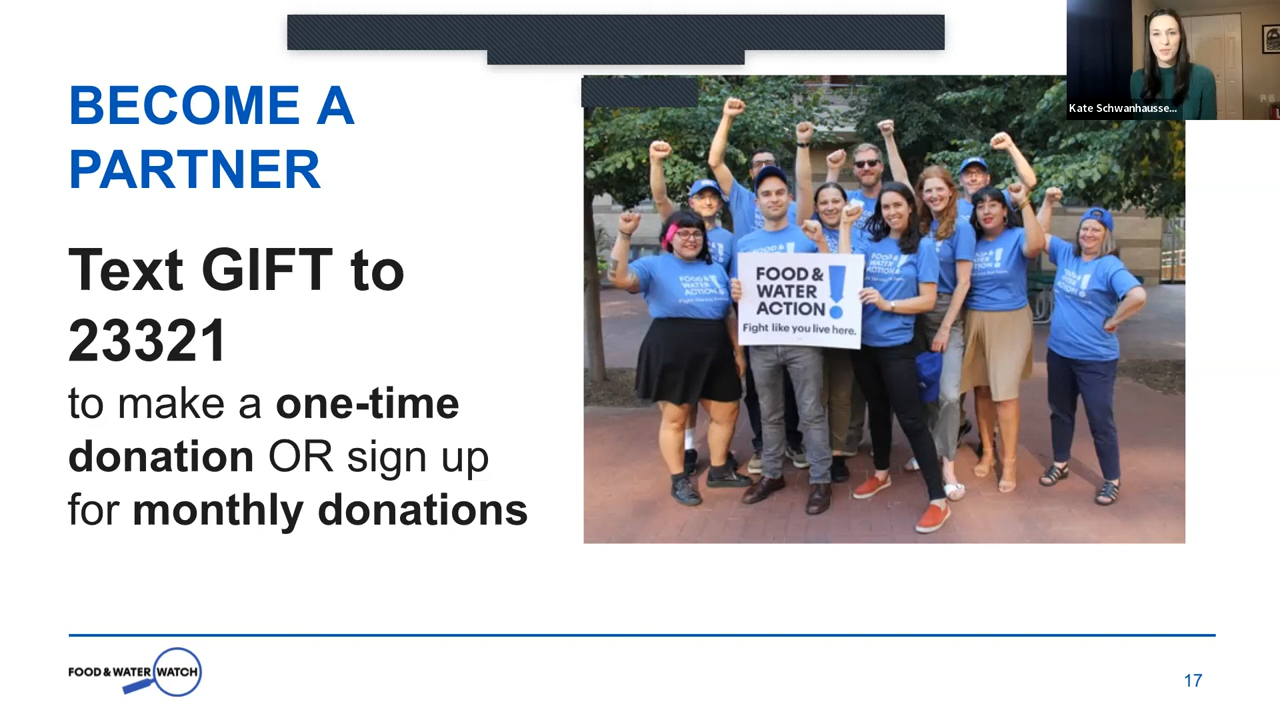 BECOME A
PARTNER
Text GIFT to
23321
to make a one-time
donation OR sign up
for monthly donations
Kate Schwanhausse...
FOOD &
WATER
ACTION!
Fight like you live here.
FOOD & WATER WATCH
17